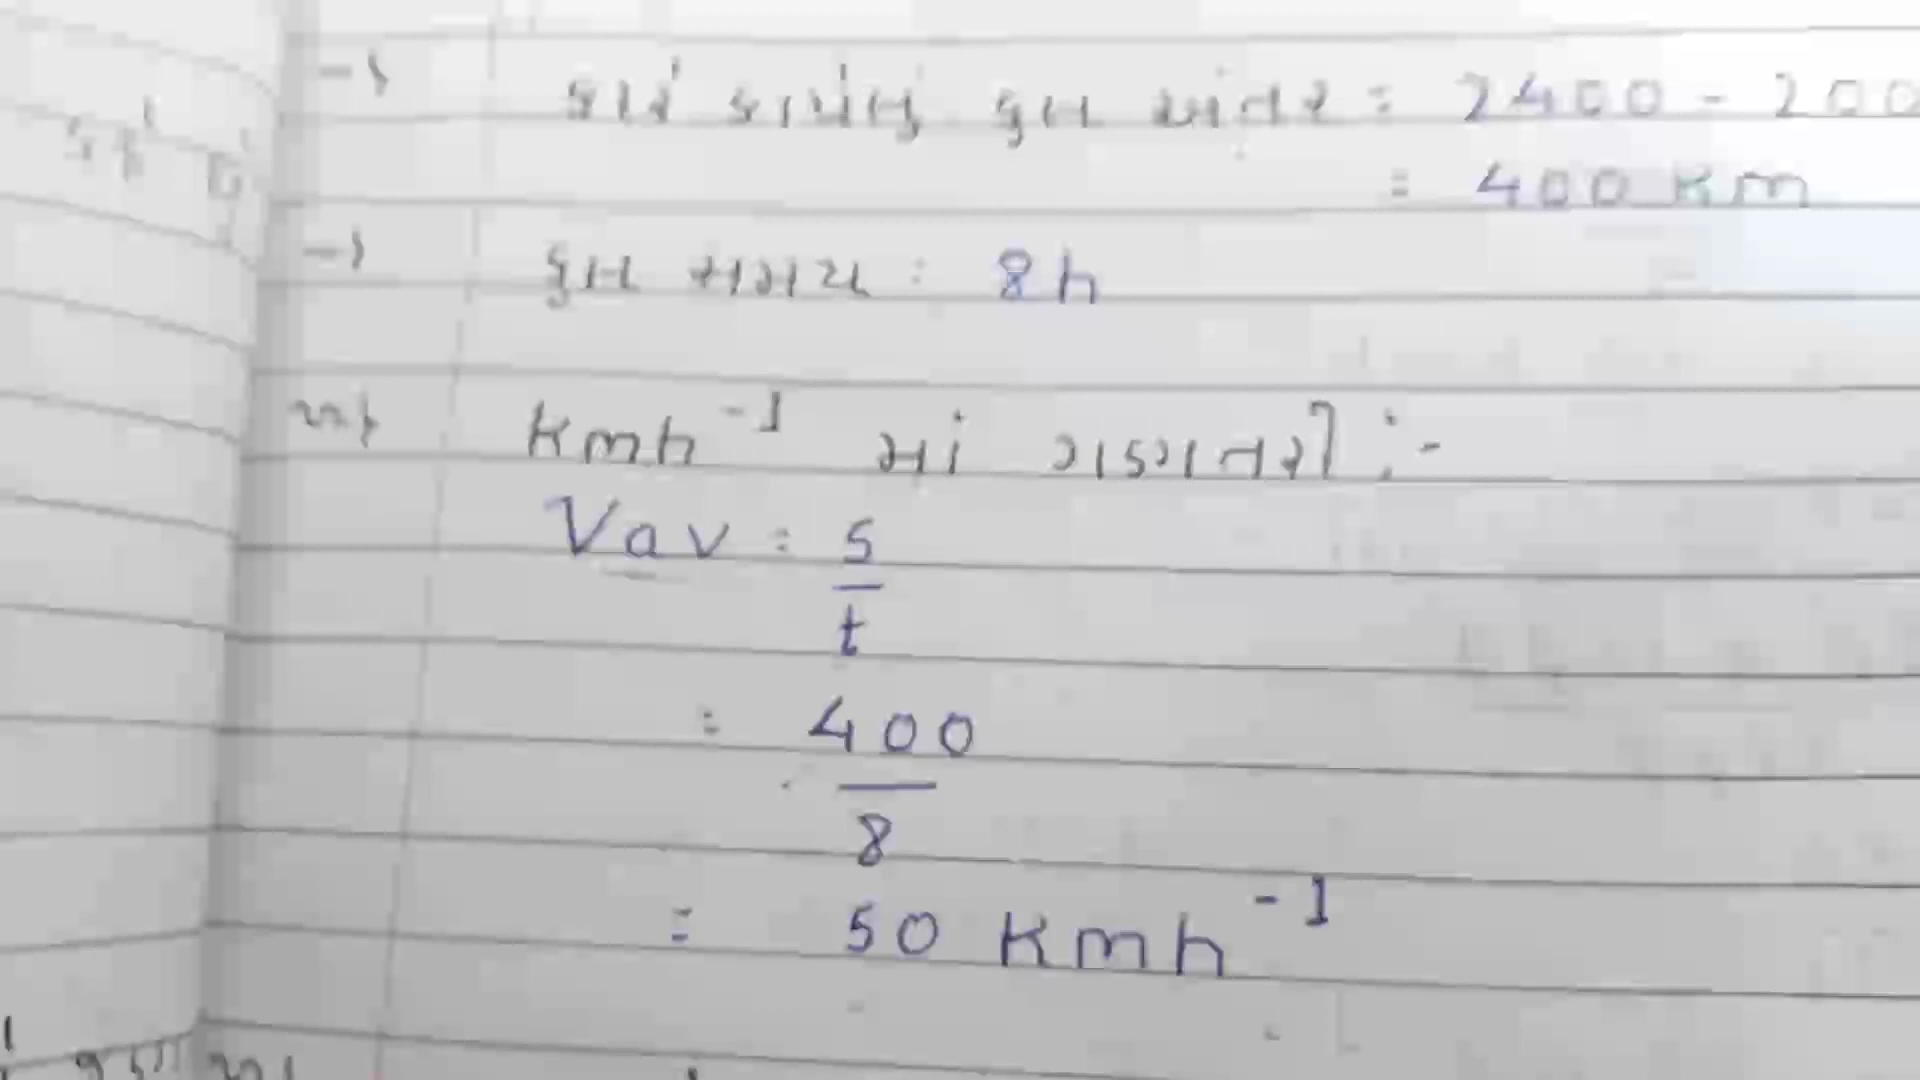 → કુલ અંતર = 2400 - 200
= 400 Km
→ કુલ સમય = 8h
Kmh⁻¹ માં ગણતરી :-
Vav = s
t
= 400
8
= 50 Kmh⁻¹